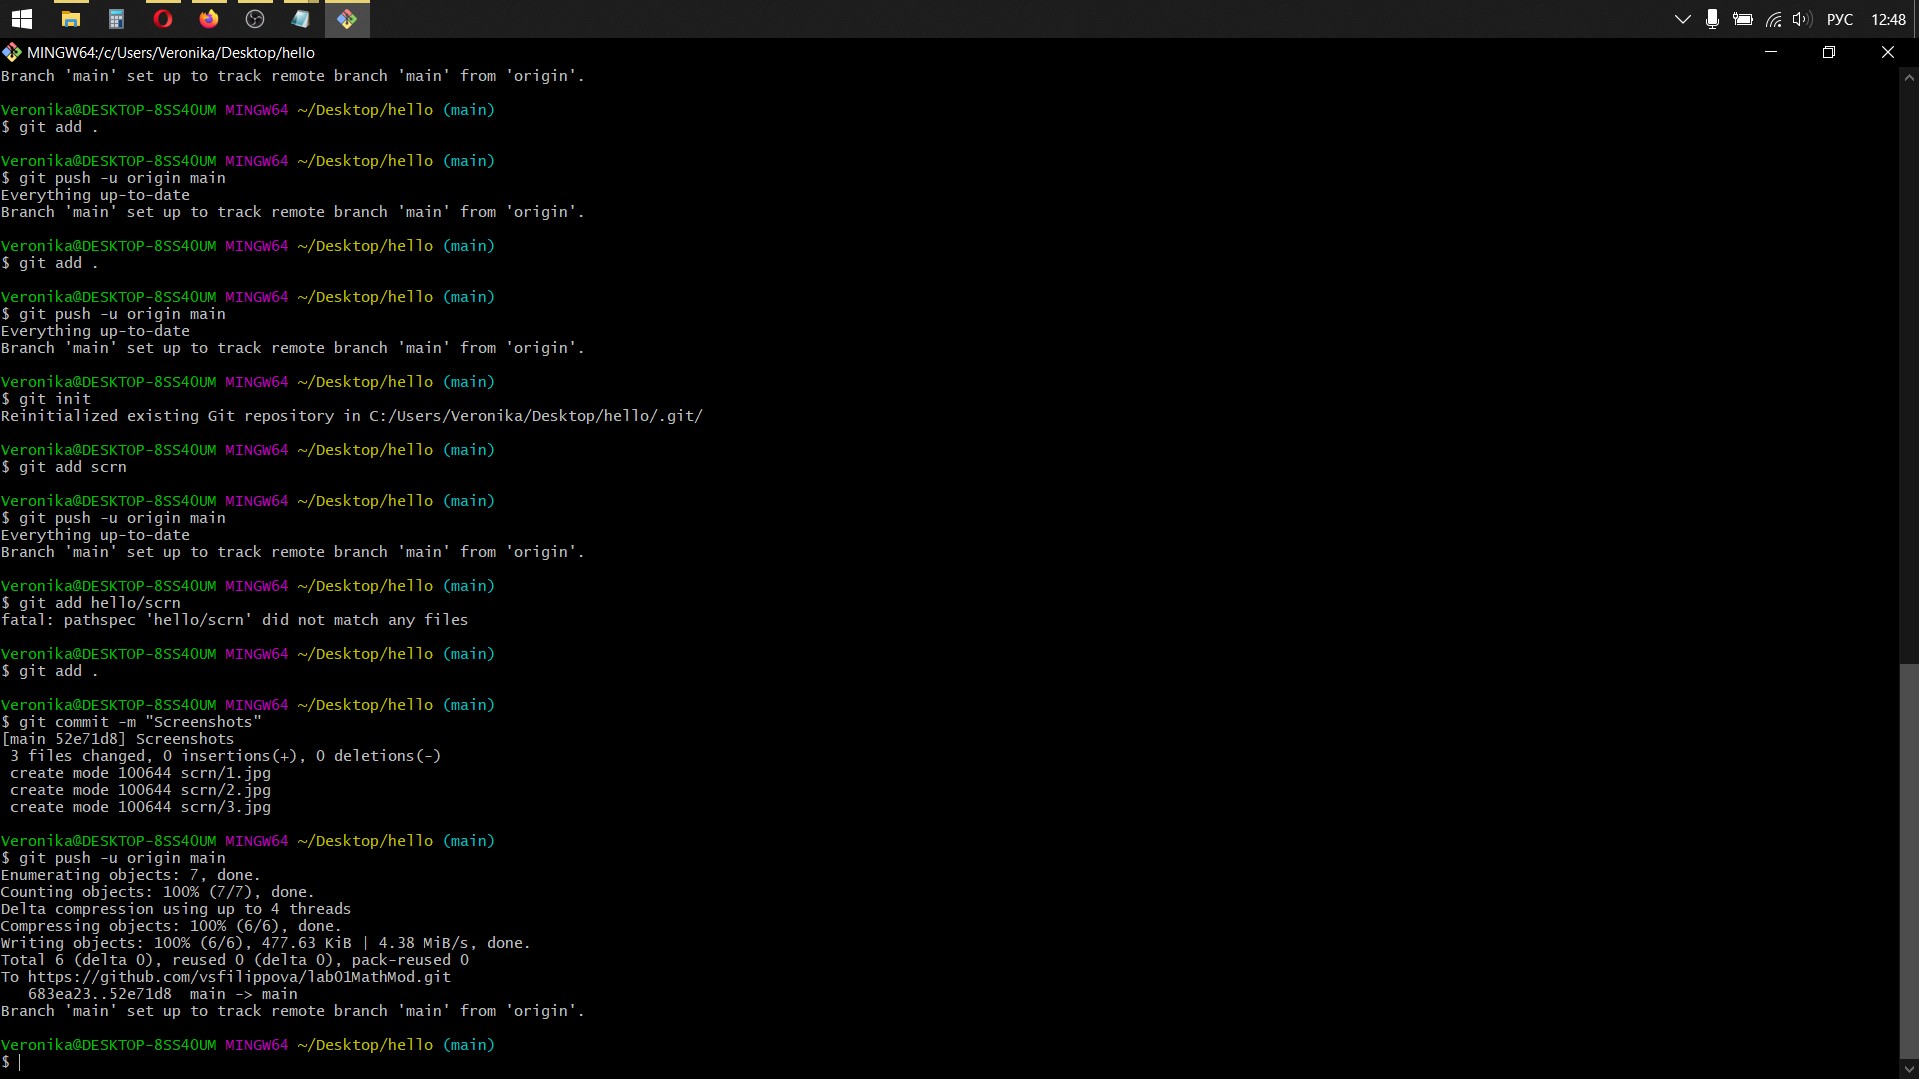 РУС 12:48
MINGW64:/c/Users/Veronika/Desktop/hello
Branch 'main' set up to track remote branch 'main' from 'origin'.
Veronika@DESKTOP-8SS4OUM MINGW64 ~/Desktop/hello (main)
$ git add .
Veronika@DESKTOP-8SS4OUM MINGW64 ~/Desktop/hello (main)
$ git push -u origin main
Everything up-to-date
Branch 'main' set up to track remote branch 'main' from 'origin'.
Veronika@DESKTOP-8SS4OUM MINGW64 ~/Desktop/hello (main)
$ git add .
Veronika@DESKTOP-8SS4OUM MINGW64 ~/Desktop/hello (main)
$ git push -u origin main
Everything up-to-date
Branch 'main' set up to track remote branch 'main' from 'origin'.
Veronika@DESKTOP-8SS4OUM MINGW64 ~/Desktop/hello (main)
$ git init
Reinitialized existing Git repository in C:/Users/Veronika/Desktop/hello/.git/
Veronika@DESKTOP-8SS4OUM MINGW64 ~/Desktop/hello (main)
$ git add scrn
Veronika@DESKTOP-8SS4OUM MINGW64 ~/Desktop/hello (main)
$ git push -u origin main
Everything up-to-date
Branch 'main' set up to track remote branch 'main' from 'origin'.
Veronika@DESKTOP-8SS4OUM MINGW64 ~/Desktop/hello (main)
$ git add hello/scrn
fatal: pathspec 'hello/scrn' did not match any files
Veronika@DESKTOP-8SS4OUM MINGW64 ~/Desktop/hello (main)
$ git add .
Veronika@DESKTOP-8SS4OUM MINGW64 ~/Desktop/hello (main)
$ git commit -m "Screenshots"
[main 52e71d8] Screenshots
3 files changed, 0 insertions(+), 0 deletions(-)
create mode 100644 scrn/1.jpg
create mode 100644 scrn/2.jpg
create mode 100644 scrn/3.jpg
Veronika@DESKTOP-8SS4OUM MINGW64 ~/Desktop/hello (main)
$ git push -u origin main
Enumerating objects: 7, done.
Counting objects: 100% (7/7), done.
Delta compression using up to 4 threads
Compressing objects: 100% (6/6), done.
Writing objects: 100% (6/6), 477.63 KiB | 4.38 MiB/s, done.
Total 6 (delta 0), reused 0 (delta 0), pack-reused 0
To https://github.com/vsfilippova/lab01MathMod.git
683ea23..52e71d8 main -> main
Branch 'main' set up to track remote branch 'main' from 'origin'.
Veronika@DESKTOP-8SS4OUM MINGW64 ~/Desktop/hello (main)
$